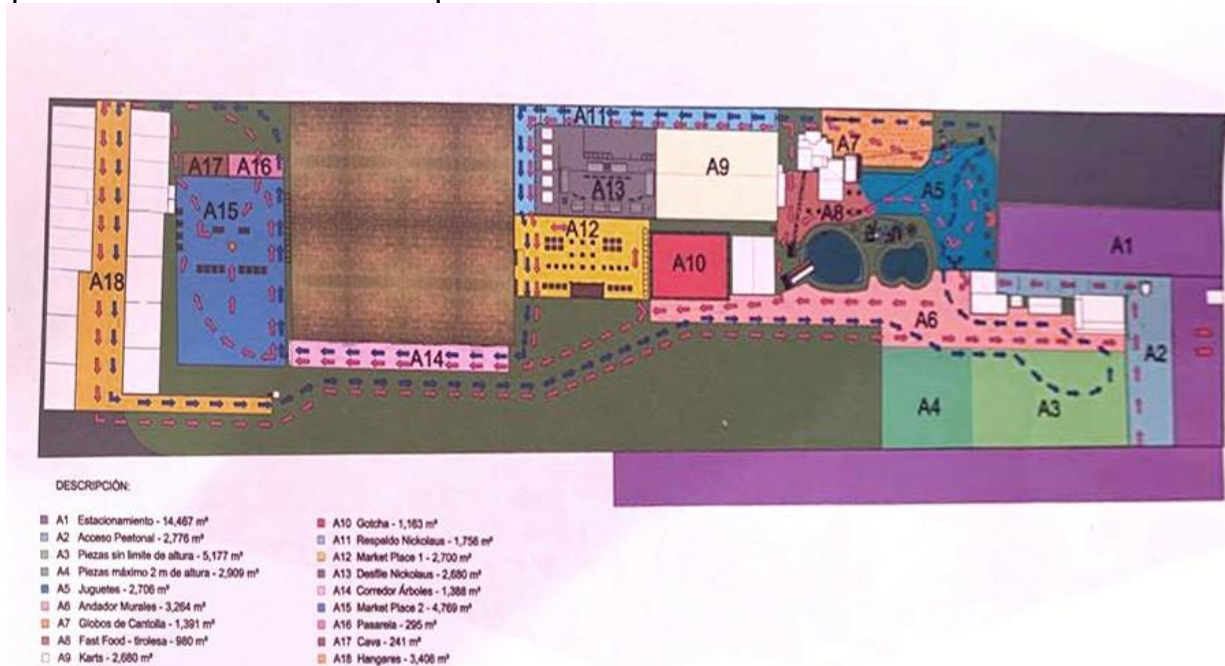 A11
A17 A16
A7
A9
A13
A5
A15
A8
A12
A1
A10
A18
A6
A2
A14
A4
A3
DESCRIPCIÓN:
A1 Estacionamiento - 14,467 m²
A2 Acceso Peatonal - 2,776 m²
A3 Piezas sin limite de altura - 5,177 m²
A4 Piezas máximo 2 m de altura - 2,909 m²
A5 Juguetes - 2,706 m²
A6 Andador Murales - 3,264 m²
A7 Globos de Cantolla - 1,391 m²
A8 Fast Food - tirolesa - 980 m²
A9 Karts - 2,680 m²
A10 Gotcha - 1,163 m²
A11 Respaldo Nickolaus - 1,756 m²
A12 Market Place 1 - 2,700 m²
A13 Desfile Nickolaus - 2,680 m²
A14 Corredor Árboles - 1,388 m²
A15 Market Place 2 - 4,769 m²
A16 Pasarela - 295 m²
A17 Cava - 241 m²
A18 Hangares - 3,406 m²